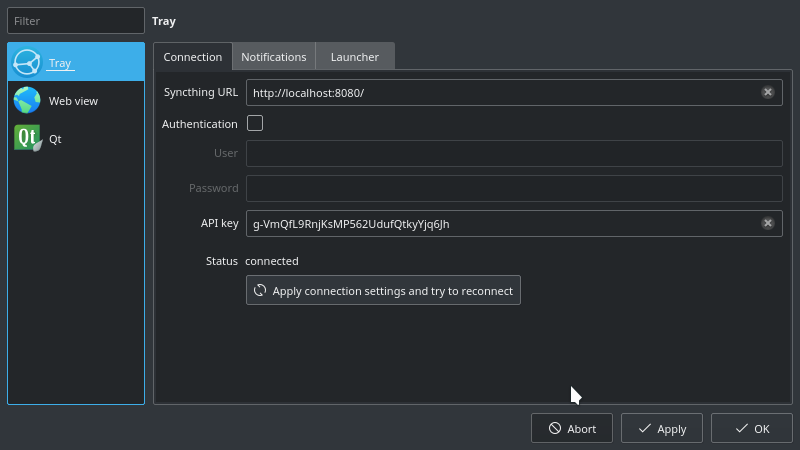 Filter
Tray
Tray
Web view
Qt
Qt
Connection
Notifications
Launcher
Syncthing URL
http://localhost:8080/
Authentication
User
Password
API key
g-VmQfL9RnjKsMP562UdufQtkyYjq6Jh
Status
connected
Apply connection settings and try to reconnect
Abort
Apply
OK